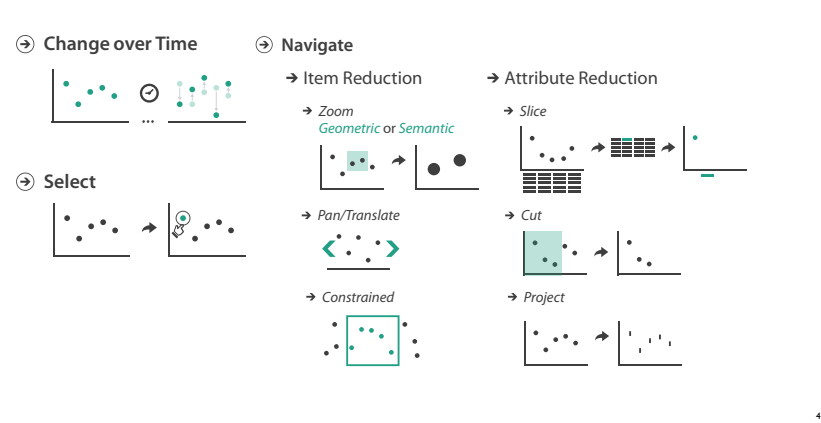 Change over Time
...
Select
Navigate
Item Reduction
Zoom
Geometric or Semantic
Pan/Translate
Constrained
Attribute Reduction
Slice
Cut
Project
4